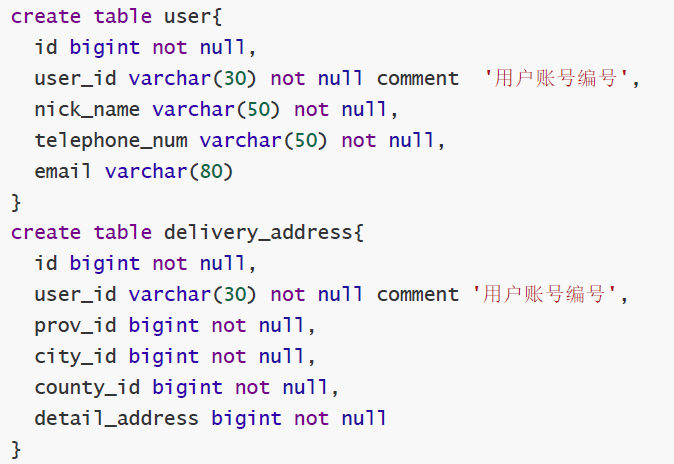 create table user{
id bigint not null,
user_id varchar(30) not null comment '用户账号编号',
nick_name varchar(50) not null,
telephone_num varchar(50) not null,
email varchar(80)
}
create table delivery_address{
id bigint not null,
user_id varchar(30) not null comment '用户账号编号',
prov_id bigint not null,
city_id bigint not null,
county_id bigint not null,
detail_address bigint not null
}